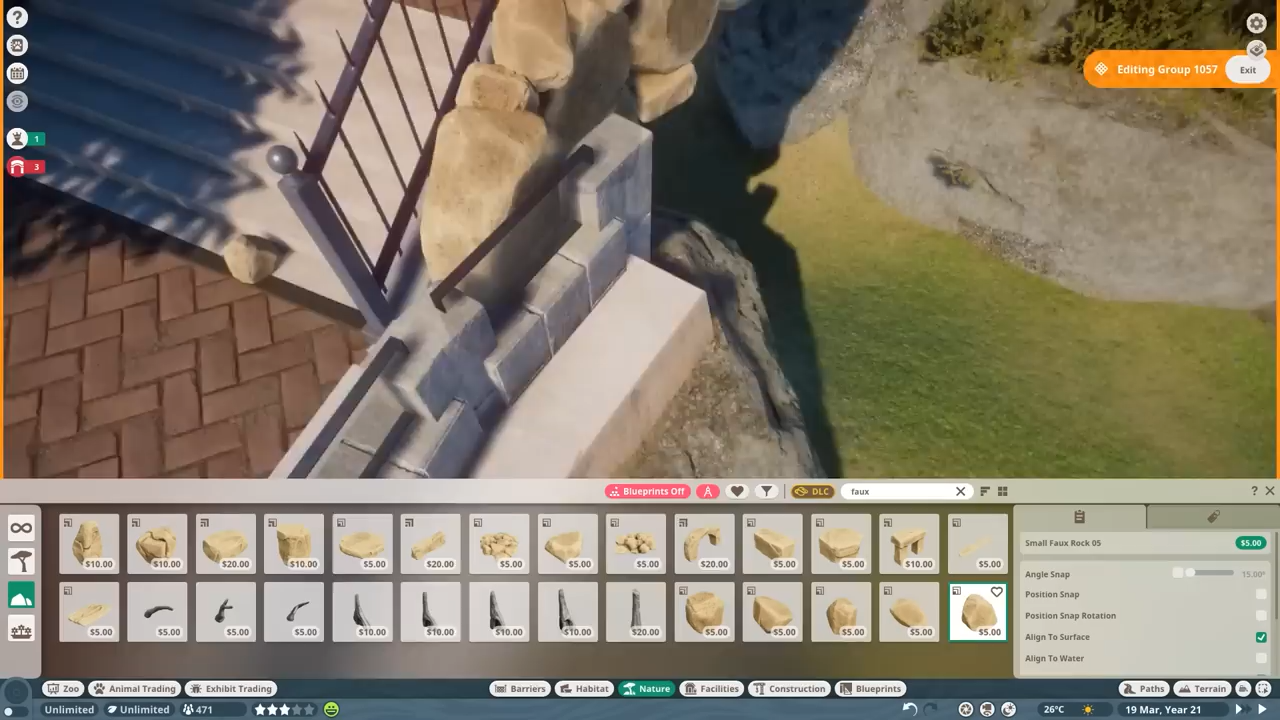 Editing Group 1057
Exit
1
3
Blueprints Off
DLC
faux
$10.00 $10.00 $20.00 $10.00 $5.00 $20.00 $5.00 $5.00 $5.00 $20.00 $5.00 $5.00 $10.00 $5.00
$5.00 $5.00 $5.00 $5.00 $10.00 $10.00 $10.00 $10.00 $20.00 $5.00 $5.00 $5.00 $5.00 $5.00
Small Faux Rock 05 $5.00
Angle Snap 15.00°
Position Snap
Position Snap Rotation
Align To Surface
Align To Water
Zoo Animal Trading Exhibit Trading Barriers Habitat Nature Facilities Construction Blueprints Paths Terrain
Unlimited Unlimited 471 26°C 19 Mar, Year 21